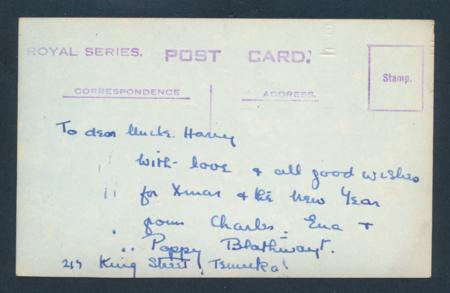 ROYAL SERIES. POST CARD.
CORRESPONDENCE ADDRESS.
Stamp.
To dear Uncle Harry
With love & all good wishes
" for Xmas & the New Year
from Charles, Ena &
" Poppy Blathwayt.
217 King Street, Temuka